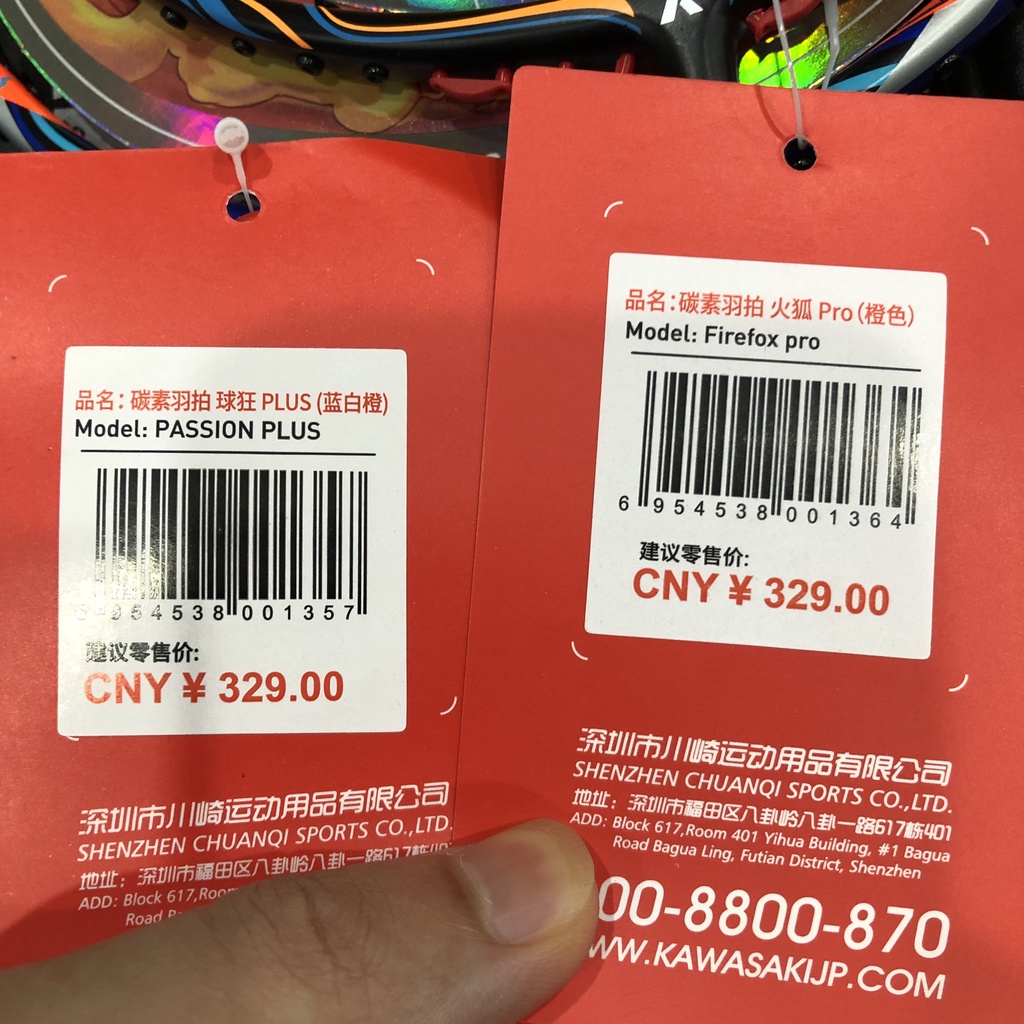 品名：碳素羽拍 球狂 PLUS (蓝白橙)
Model: PASSION PLUS
6 954538 001357
建议零售价:
CNY ¥ 329.00
深圳市川崎运动用品有限公司
SHENZHEN CHUANQI SPORTS CO.,LTD.
地址：深圳市福田区八卦岭八卦一路617栋
ADD: Block 617,Room
Road
品名：碳素羽拍 火狐 Pro (橙色)
Model: Firefox pro
6 954538 001364
建议零售价:
CNY ¥ 329.00
深圳市川崎运动用品有限公司
SHENZHEN CHUANQI SPORTS CO.,LTD.
地址：深圳市福田区八卦岭八卦一路617栋401
ADD: Block 617,Room 401 Yihua Building, #1 Bagua
Road Bagua Ling, Futian District, Shenzhen
00-8800-870
WWW.KAWASAKIJP.COM